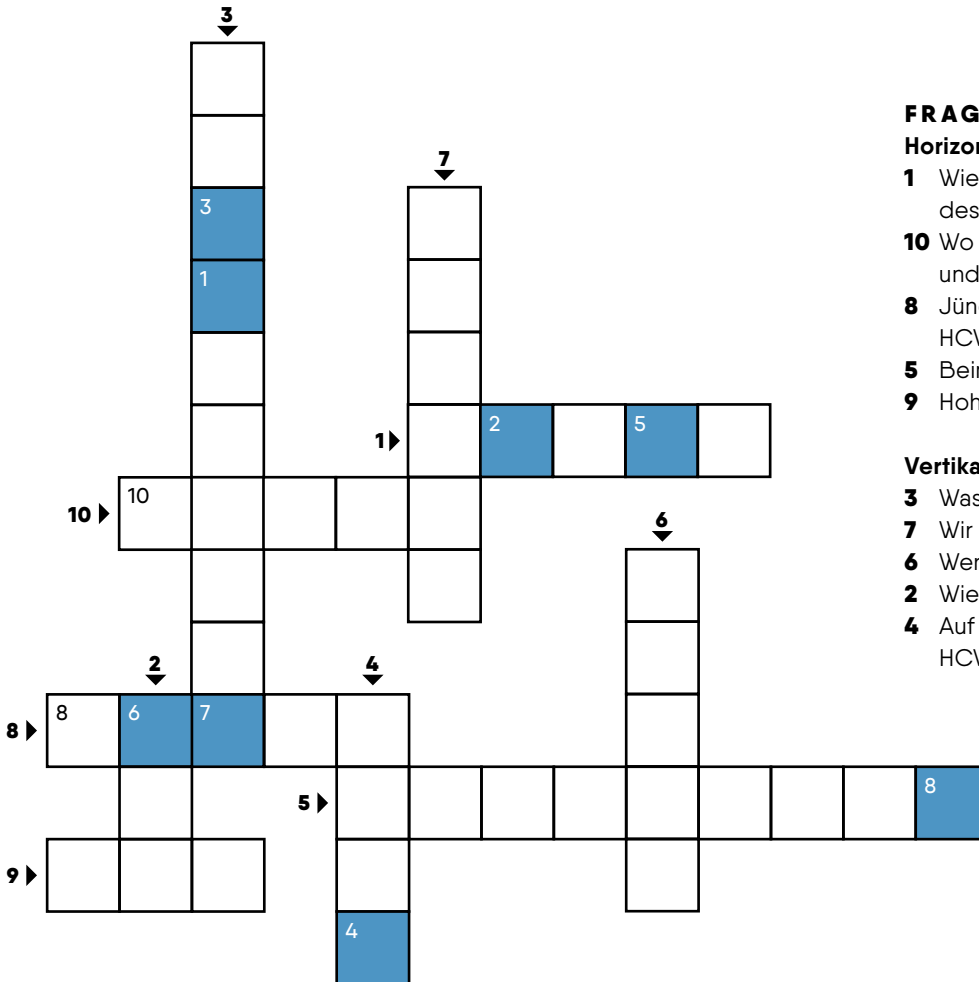 3
7
3
1
2
5
1
10
10
6
2
4
8
6
7
8
5
8
9
4
FRAG
Horizon
1 Wie
des
10 Wo
und
8 Jün
HCV
5 Bei
9 Hoh
Vertika
3 Was
7 Wir
6 Wer
2 Wie
4 Auf
HCV